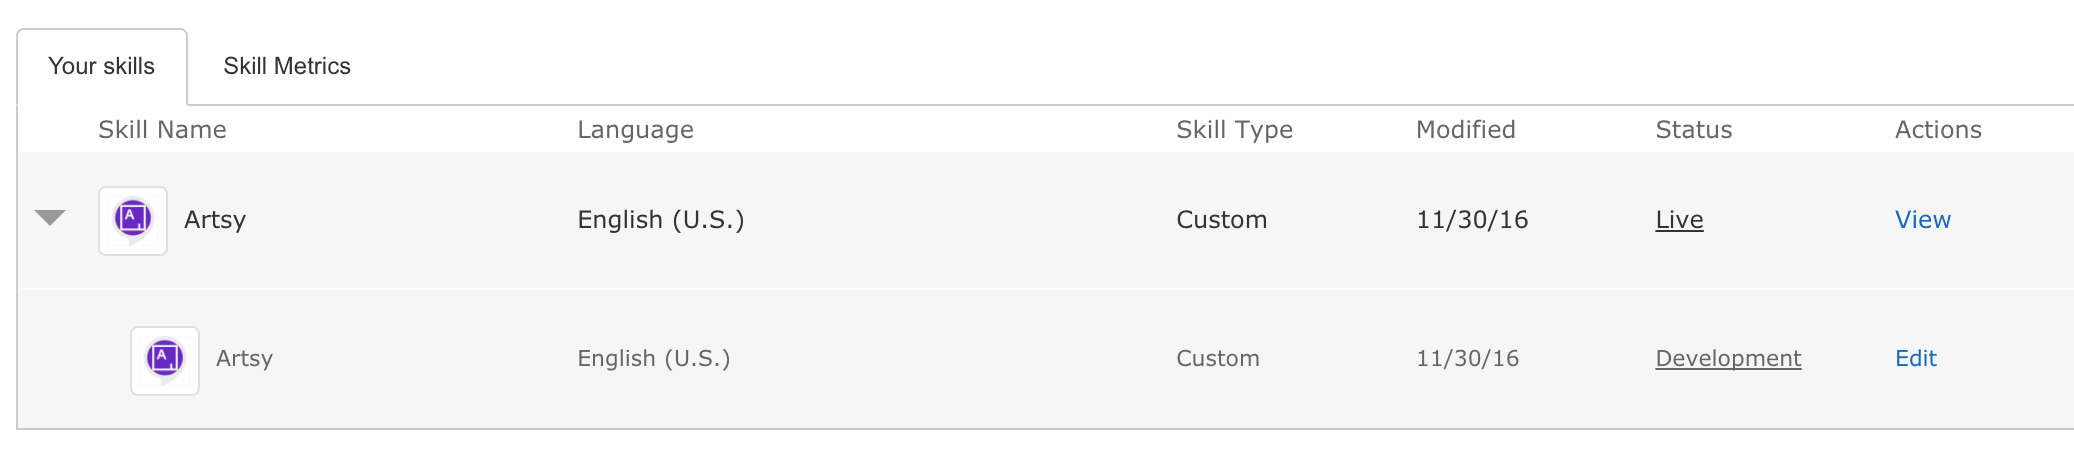 Your skills Skill Metrics
Skill Name Language Skill Type Modified Status Actions
A Artsy English (U.S.) Custom 11/30/16 Live View
A Artsy English (U.S.) Custom 11/30/16 Development Edit